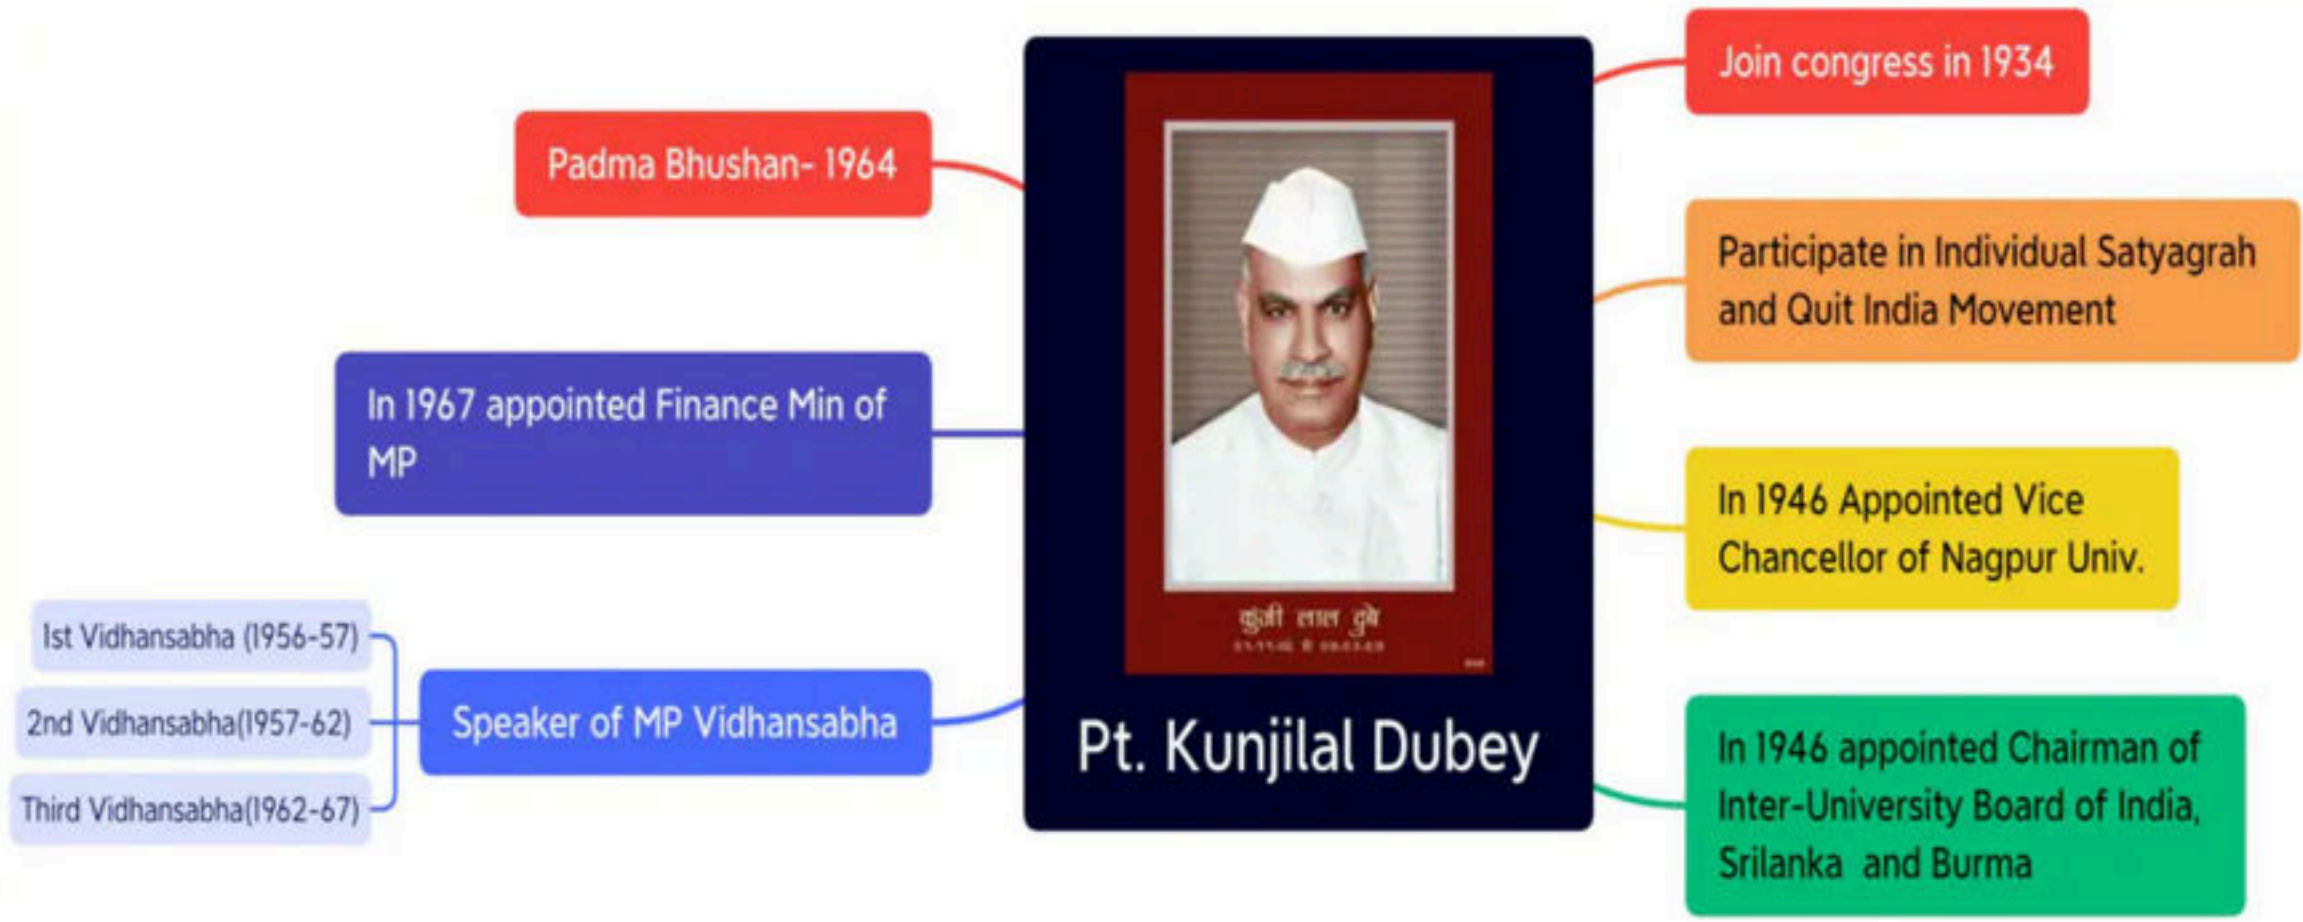 Join congress in 1934
Padma Bhushan- 1964
Participate in Individual Satyagrah
and Quit India Movement
In 1967 appointed Finance Min of
MP
In 1946 Appointed Vice
Chancellor of Nagpur Univ.
कुंजी लाल दुबे
1st Vidhansabha (1956-57)
2nd Vidhansabha(1957-62)
Third Vidhansabha(1962-67)
Speaker of MP Vidhansabha
Pt. Kunjilal Dubey
In 1946 appointed Chairman of
Inter-University Board of India,
Srilanka and Burma